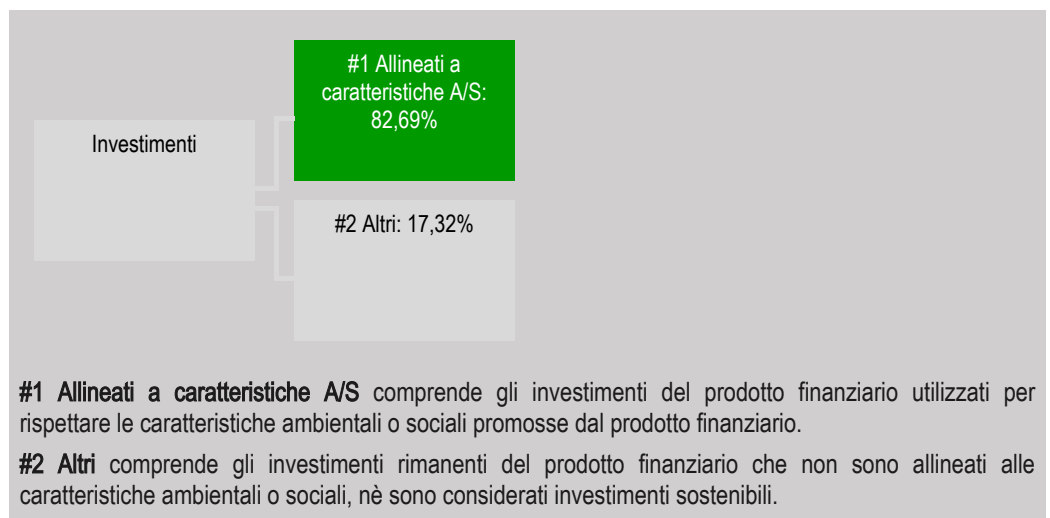 #1 Allineati a
caratteristiche A/S:
82,69%
Investimenti
#2 Altri: 17,32%
#1 Allineati a caratteristiche A/S comprende gli investimenti del prodotto finanziario utilizzati per
rispettare le caratteristiche ambientali o sociali promosse dal prodotto finanziario.
#2 Altri comprende gli investimenti rimanenti del prodotto finanziario che non sono allineati alle
caratteristiche ambientali o sociali, nè sono considerati investimenti sostenibili.